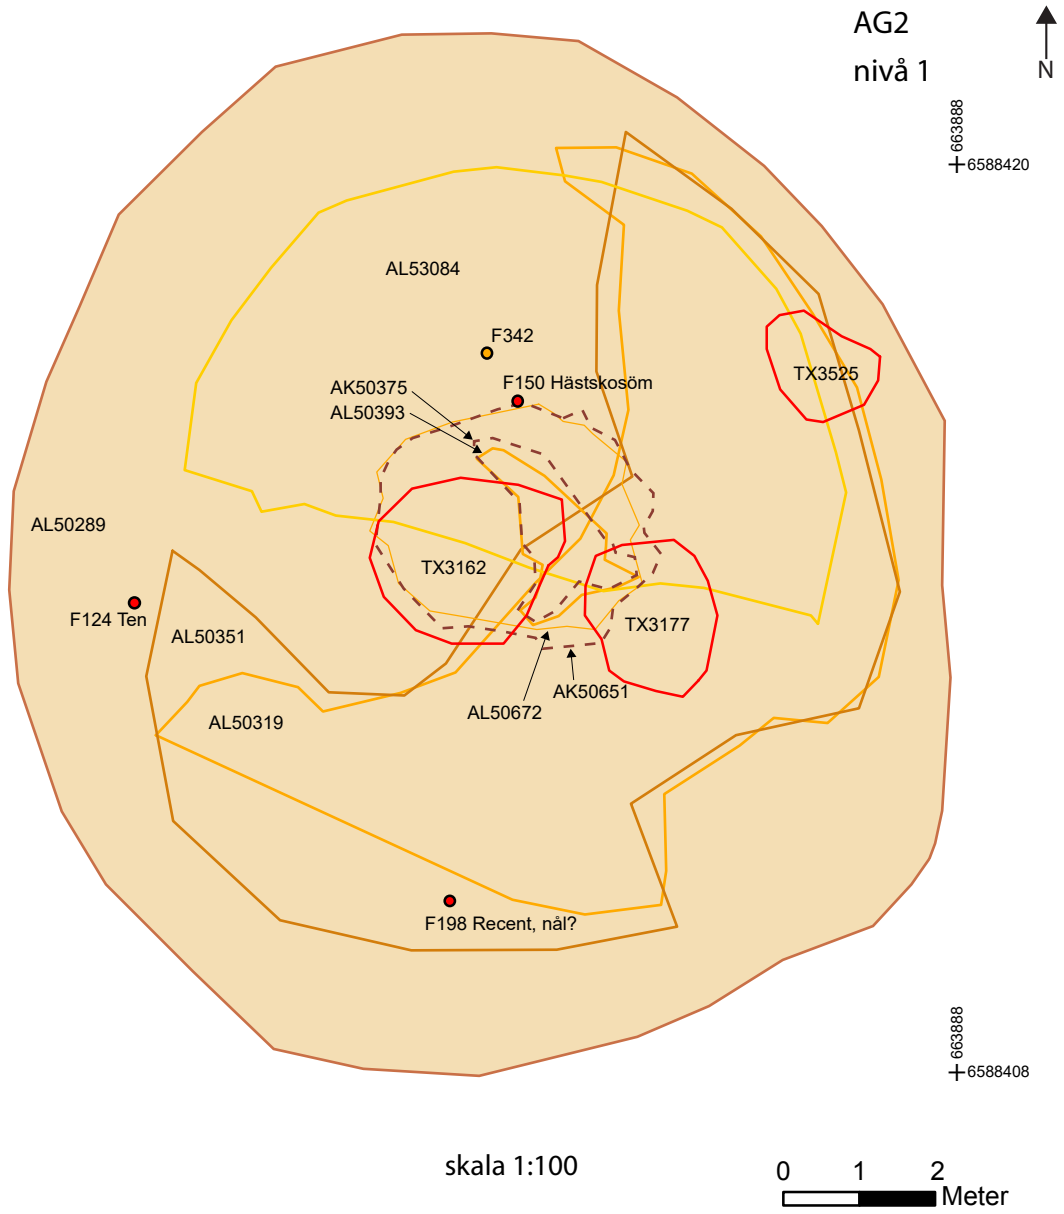 AG2
nivå 1
N
663888
6588420
AL53084
F342
F150 Hästskosöm
AK50375
AL50393
TX3525
AL50289
TX3162
F124 Ten
AL50351
TX3177
AK50651
AL50672
AL50319
F198 Recent, nål?
663888
6588408
skala 1:100
0 1 2
Meter